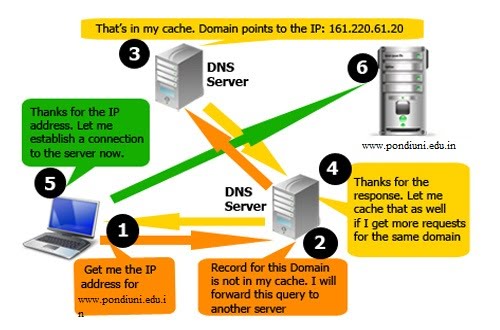 That's in my cache. Domain points to the IP: 161.220.61.20
3
DNS
Server
6
www.pondiuni.edu.in
Thanks for the IP
address. Let me
establish a connection
to the server now.
5
DNS
Server
4
Thanks for the
response. Let me
cache that as well
if I get more requests
for the same domain
1
Get me the IP
address for
www.pondiuni.edu.i
n
2
Record for this Domain
is not in my cache. I will
forward this query to
another server